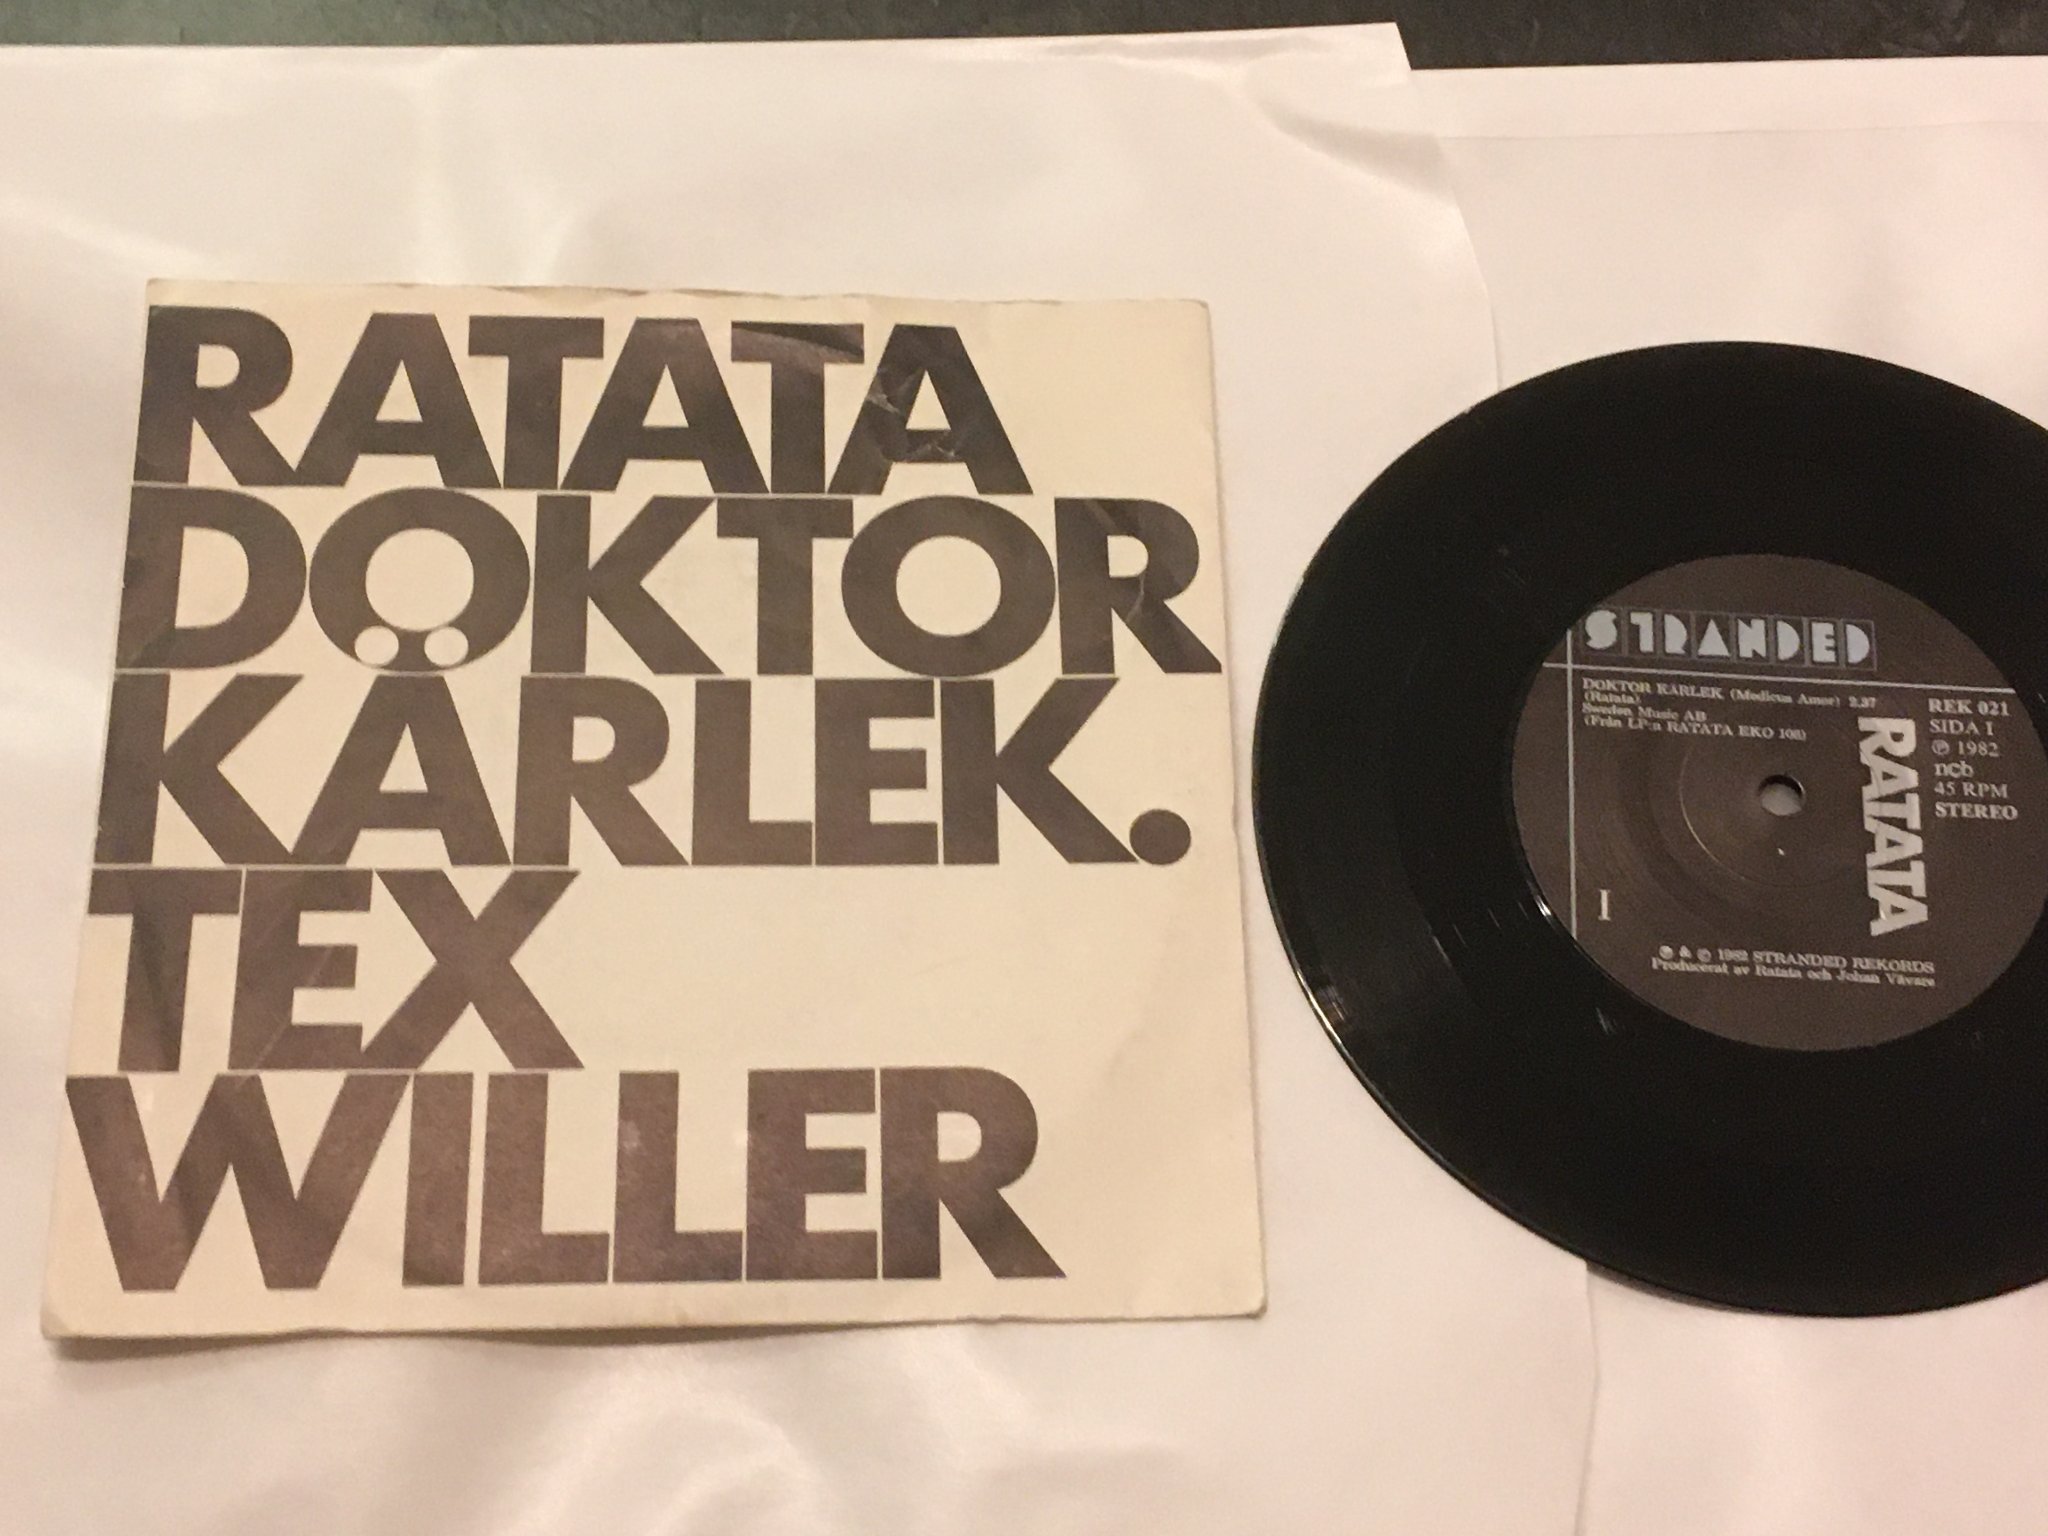 RATATA
DOKTOR
KÄRLEK.
TEX
WILLER
STRANDED
DOKTOR KÄRLEK (Medicus Amor) 2.37
(Ratata)
Sweden Music AB
(Från LP:n RATATA EKO 108)
REK 021
SIDA I
℗ 1982
ncb
45 RPM
STEREO
RATATA
I
℗ & © 1982 STRANDED REKORDS
Producerat av Ratata och Johan Vävare